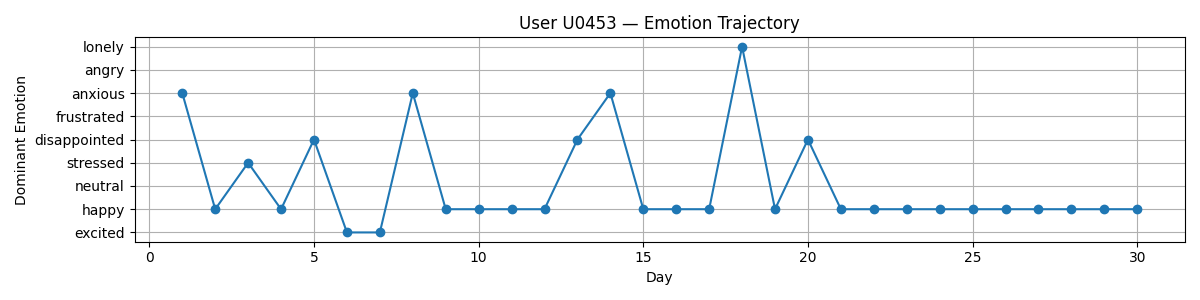 User U0453 — Emotion Trajectory
Dominant Emotion
lonely
angry
anxious
frustrated
disappointed
stressed
neutral
happy
excited
0 5 10 15 20 25 30
Day